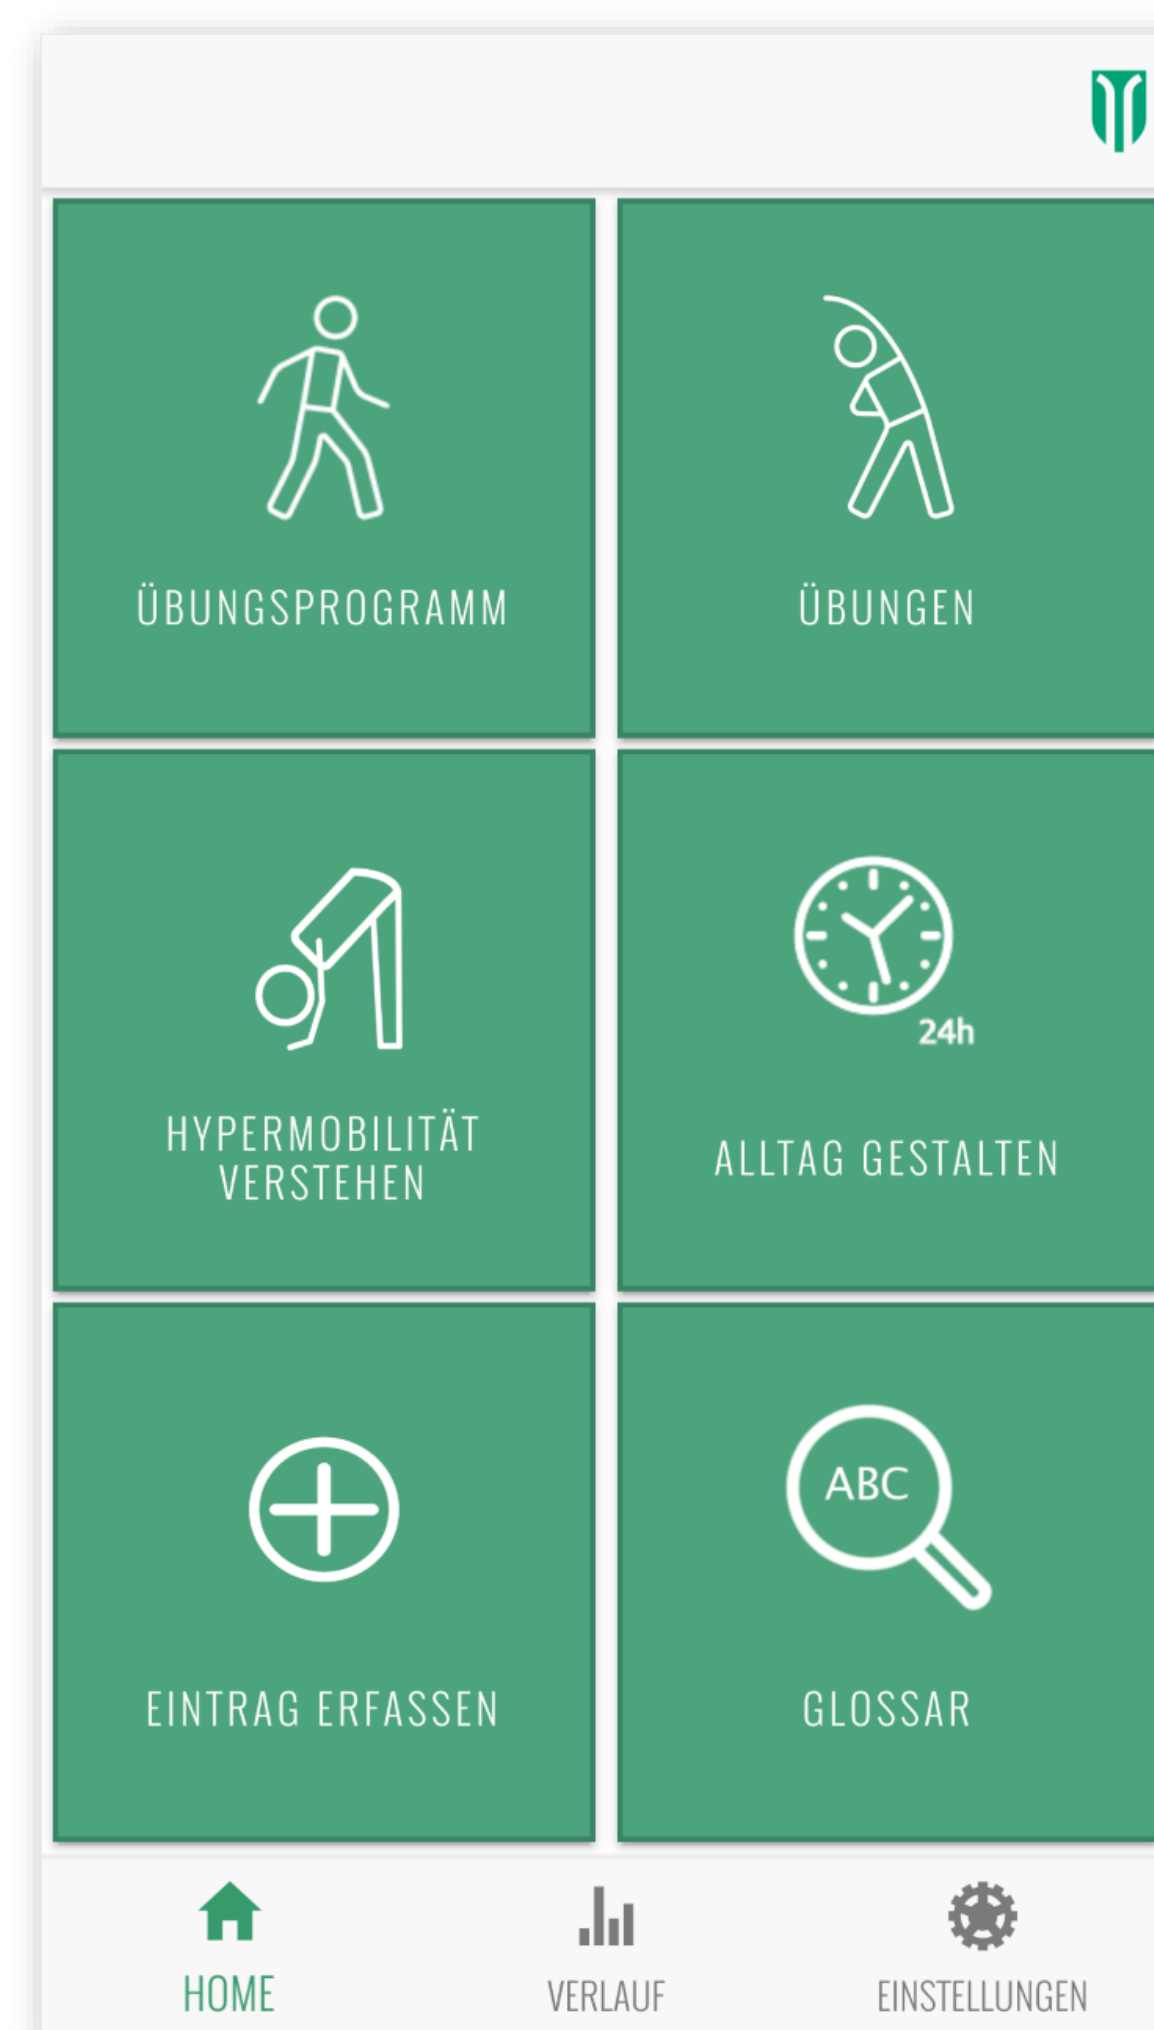 ÜBUNGSPROGRAMM
ÜBUNGEN
HYPERMOBILITÄT
VERSTEHEN
24h
ALLTAG GESTALTEN
EINTRAG ERFASSEN
ABC
GLOSSAR
HOME
VERLAUF
EINSTELLUNGEN